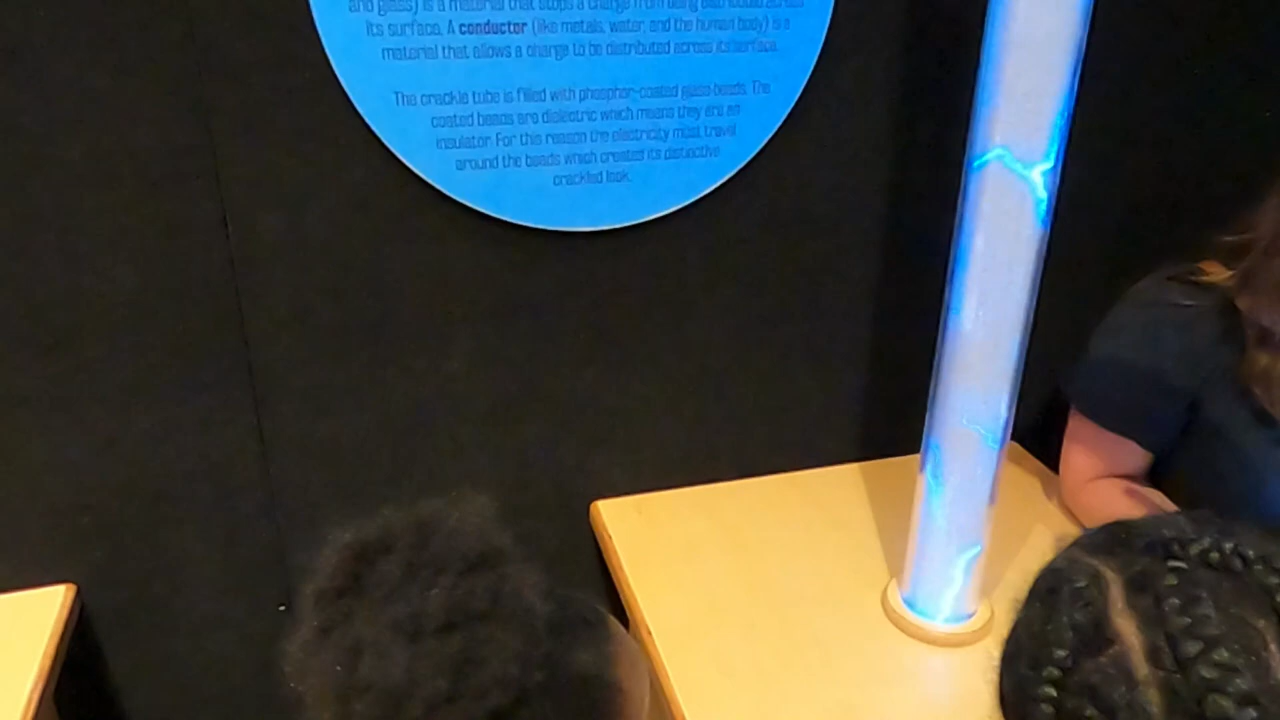 and glass) is a material that stops a charge from being distributed across
its surface. A conductor (like metals, water, and the human body) is a
material that allows a charge to be distributed across its surface.
The crackle tube is filled with phosphor-coated glass beads. The
coated beads are dielectric which means they are an
insulator. For this reason the electricity must travel
around the beads which creates its distinctive
crackled look.